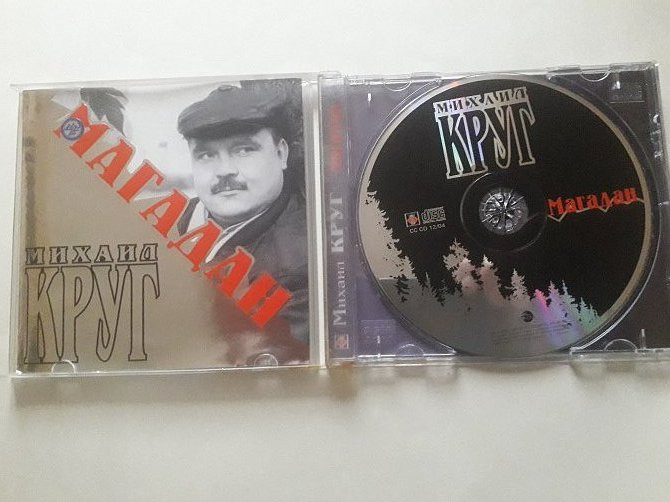 МАГАДАН
МИХАИЛ
КРУГ
Михаил КРУГ
МИХАИЛ
КРУГ
Магадан
CC CD 12/04